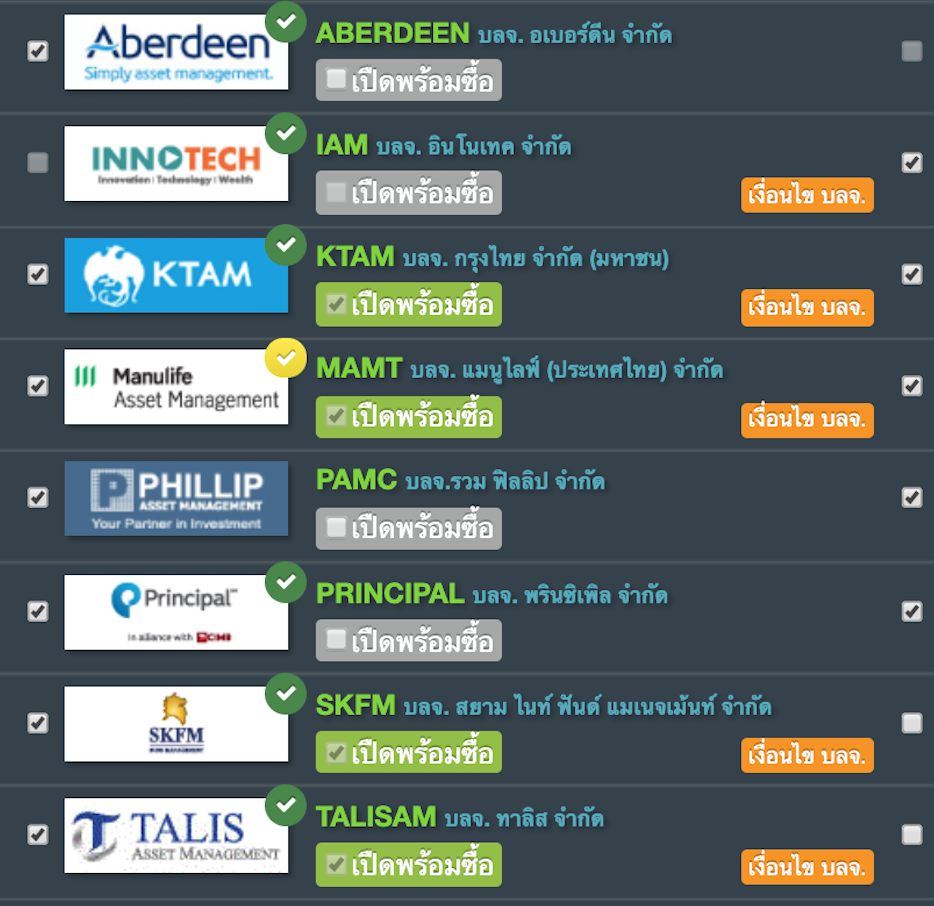 Aberdeen
Simply asset management.
ABERDEEN บลจ. อเบอร์ดีน จำกัด
เปิดพร้อมซื้อ
INNOTECH
Innovation | Technology | Wealth
IAM บลจ. อินโนเทค จำกัด
เปิดพร้อมซื้อ
เงื่อนไข บลจ.
KTAM
KTAM บลจ. กรุงไทย จำกัด (มหาชน)
เปิดพร้อมซื้อ
เงื่อนไข บลจ.
Manulife
Asset Management
MAMT บลจ. แมนูไลฟ์ (ประเทศไทย) จำกัด
เปิดพร้อมซื้อ
เงื่อนไข บลจ.
PHILLIP
ASSET MANAGEMENT
Your Partner in Investment
PAMC บลจ.รวม ฟิลลิป จำกัด
เปิดพร้อมซื้อ
Principal™
in alliance with CIMB
PRINCIPAL บลจ. พรินซิเพิล จำกัด
เปิดพร้อมซื้อ
SKFM
FUND MANAGEMENT
SKFM บลจ. สยาม ไนท์ ฟันด์ แมเนจเม้นท์ จำกัด
เปิดพร้อมซื้อ
เงื่อนไข บลจ.
TALIS
ASSET MANAGEMENT
TALISAM บลจ. ทาลิส จำกัด
เปิดพร้อมซื้อ
เงื่อนไข บลจ.